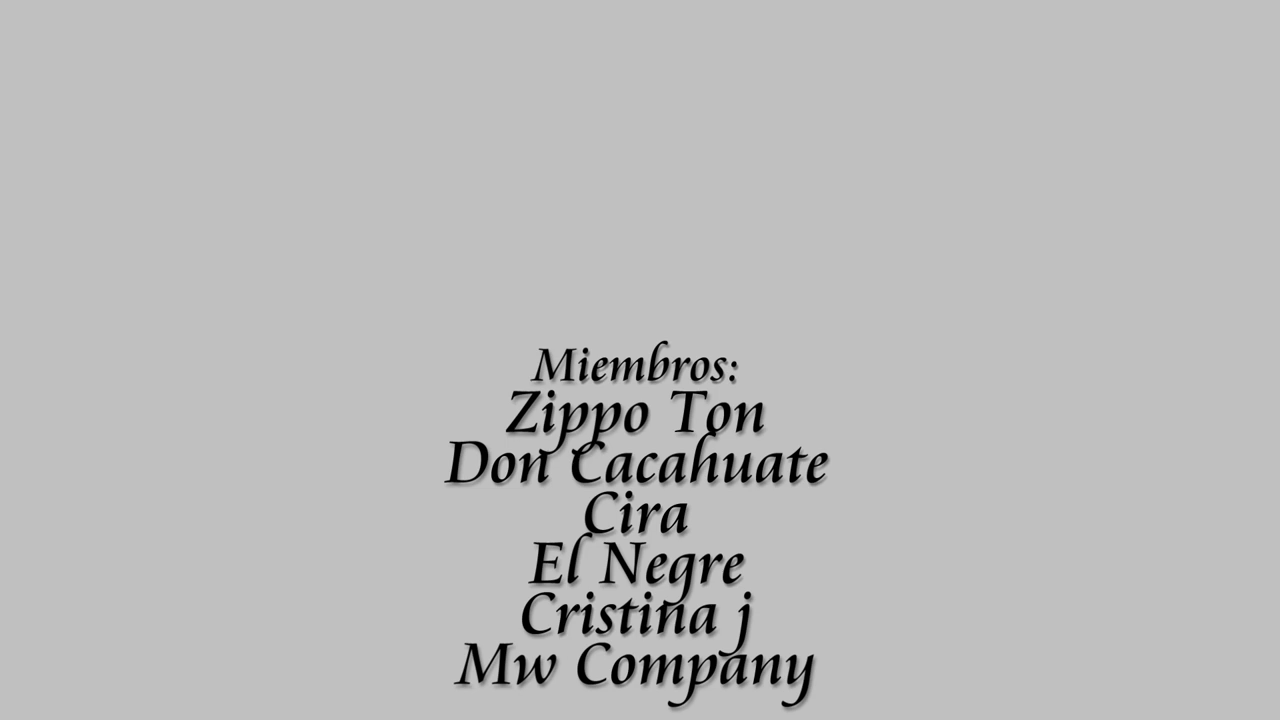 Miembros:
Zippo Ton
Don Cacahuate
Cira
El Negre
Cristina j
Mw Company